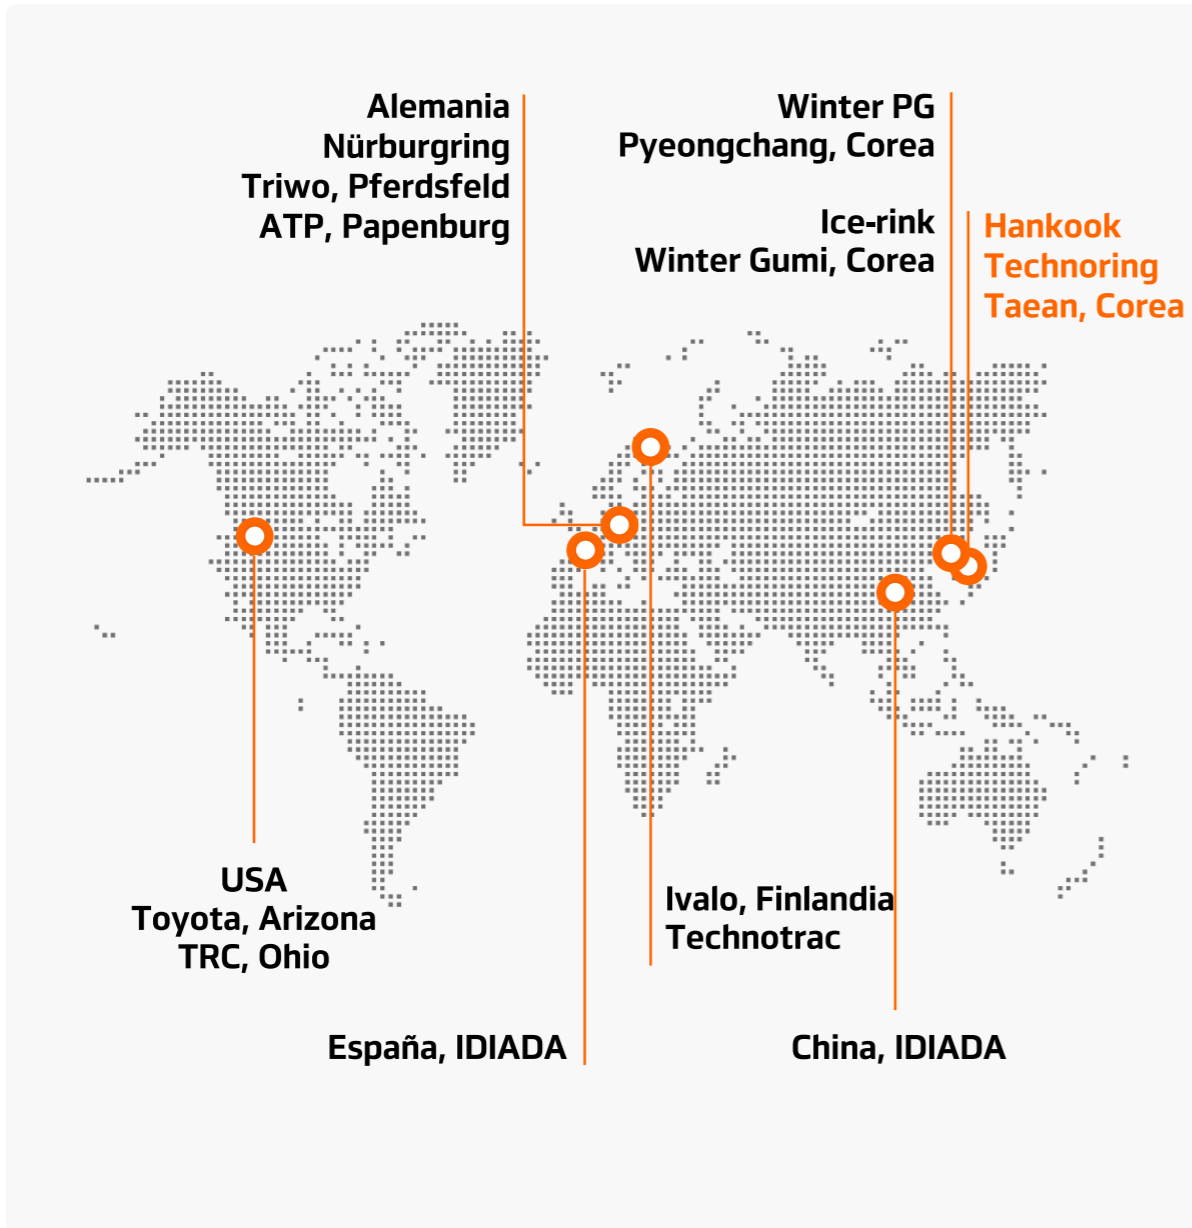 Alemania
Nürburgring
Triwo, Pferdsfeld
ATP, Papenburg
Winter PG
Pyeongchang, Corea
Ice-rink
Winter Gumi, Corea
Hankook
Technoring
Taean, Corea
USA
Toyota, Arizona
TRC, Ohio
Ivalo, Finlandia
Technotrac
España, IDIADA
China, IDIADA